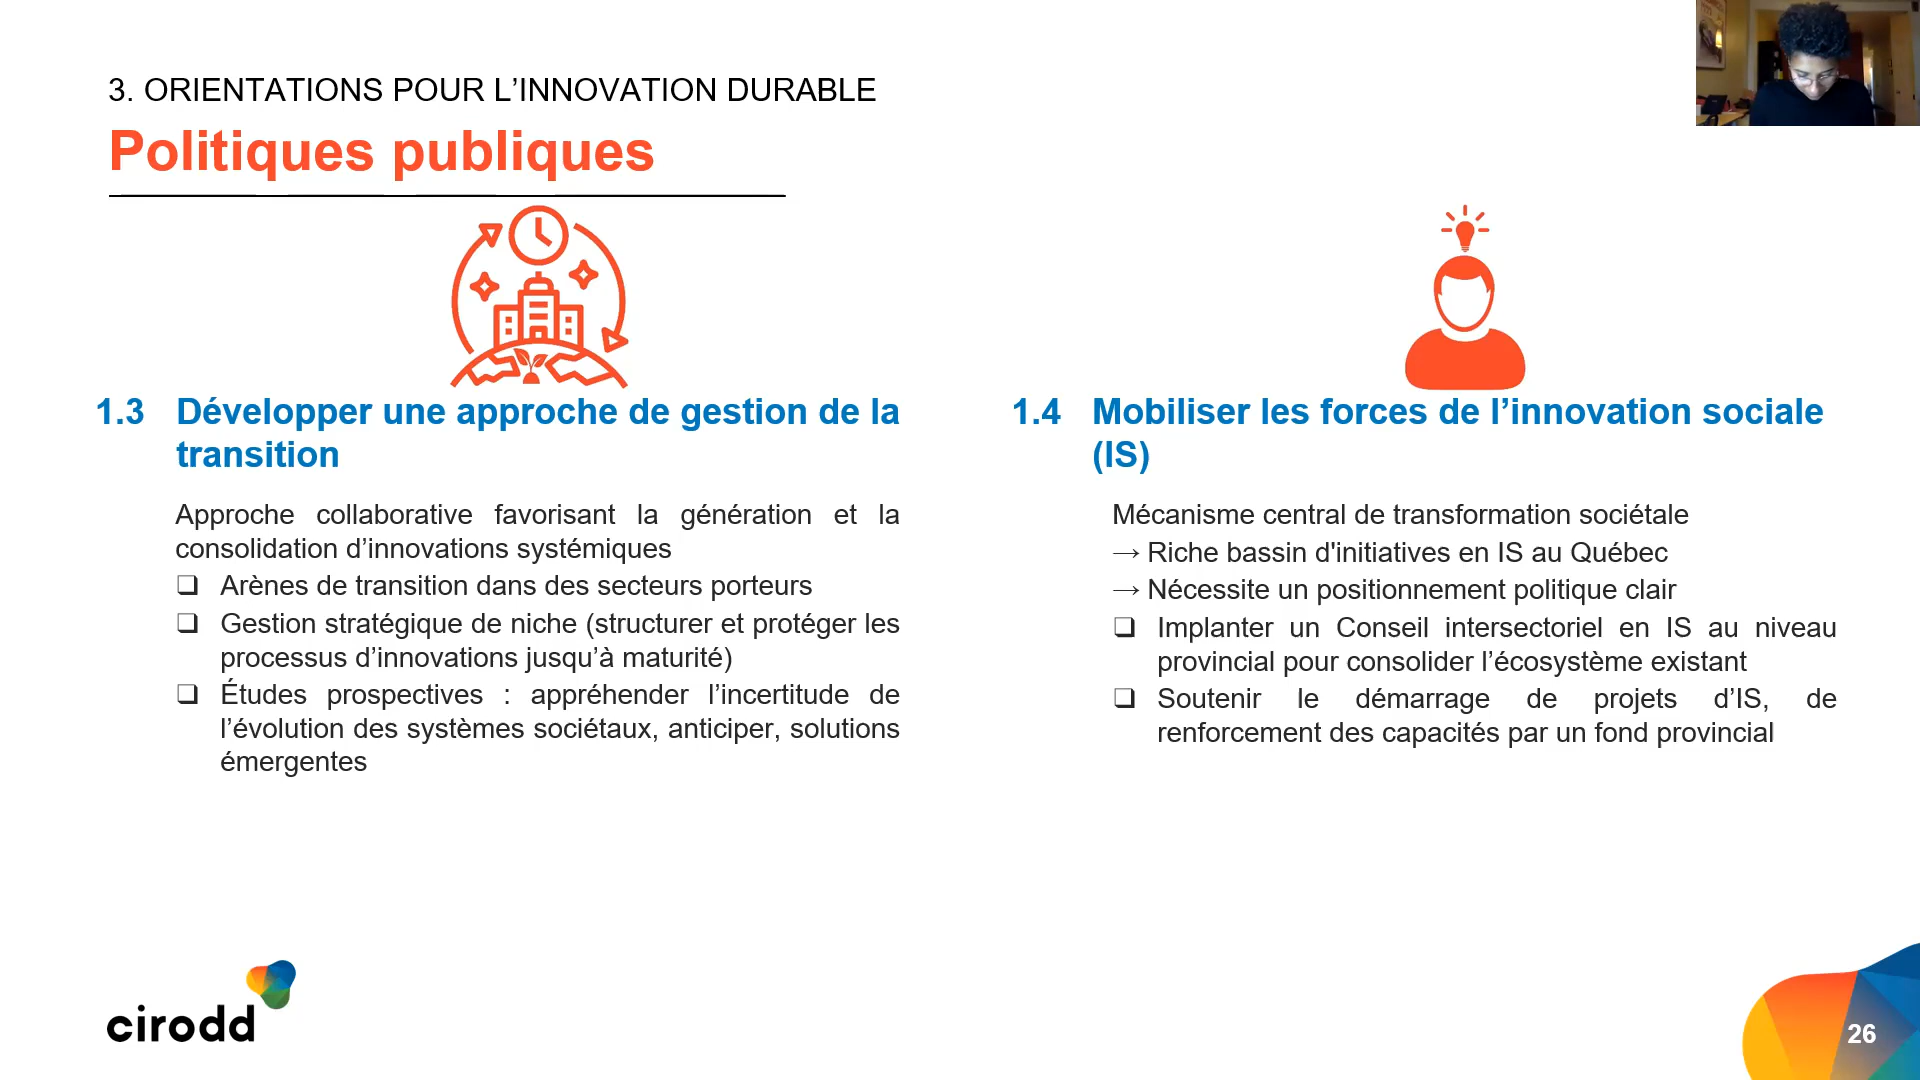 3. ORIENTATIONS POUR L’INNOVATION DURABLE
Politiques publiques
1.3 Développer une approche de gestion de la
transition
Approche collaborative favorisant la génération et la
consolidation d’innovations systémiques
❑ Arènes de transition dans des secteurs porteurs
❑ Gestion stratégique de niche (structurer et protéger les
processus d’innovations jusqu’à maturité)
❑ Études prospectives : appréhender l’incertitude de
l’évolution des systèmes sociétaux, anticiper, solutions
émergentes
1.4 Mobiliser les forces de l’innovation sociale
(IS)
Mécanisme central de transformation sociétale
→ Riche bassin d'initiatives en IS au Québec
→ Nécessite un positionnement politique clair
❑ Implanter un Conseil intersectoriel en IS au niveau
provincial pour consolider l’écosystème existant
❑ Soutenir le démarrage de projets d’IS, de
renforcement des capacités par un fond provincial
cirodd
26